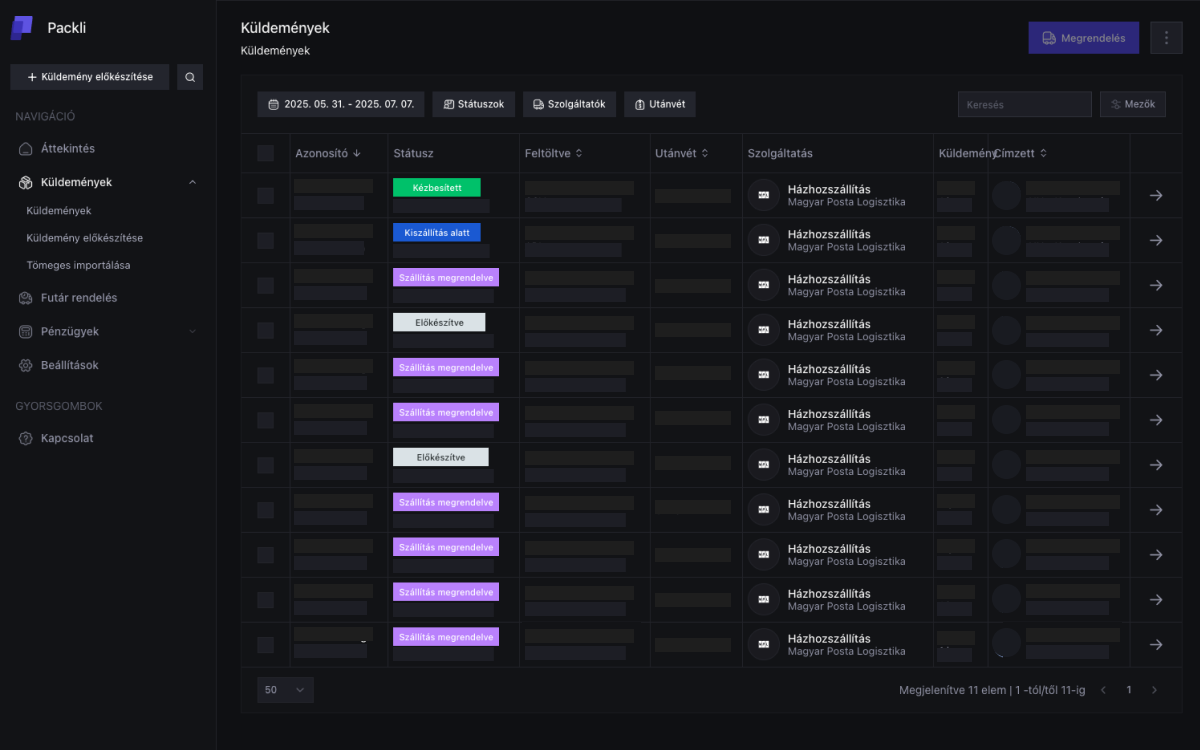 Packli
Küldemény előkészítése
NAVIGÁCIÓ
Áttekintés
Küldemények
Küldemények
Küldemény előkészítése
Tömeges importálása
Futár rendelés
Pénzügyek
Beállítások
GYORSGOMBOK
Kapcsolat
Küldemények
Küldemények
Megrendelés
2025. 05. 31. - 2025. 07. 07.
Státuszok
Szolgáltatók
Utánvét
Keresés
Mezők
Azonosító
Státusz
Feltöltve
Utánvét
Szolgáltatás
Küldemény
Címzett
Kézbesített
Házhozszállítás
Magyar Posta Logisztika
Kiszállítás alatt
Házhozszállítás
Magyar Posta Logisztika
Szállítás megrendelve
Házhozszállítás
Magyar Posta Logisztika
Előkészítve
Házhozszállítás
Magyar Posta Logisztika
Szállítás megrendelve
Házhozszállítás
Magyar Posta Logisztika
Szállítás megrendelve
Házhozszállítás
Magyar Posta Logisztika
Előkészítve
Házhozszállítás
Magyar Posta Logisztika
Szállítás megrendelve
Házhozszállítás
Magyar Posta Logisztika
Szállítás megrendelve
Házhozszállítás
Magyar Posta Logisztika
Szállítás megrendelve
Házhozszállítás
Magyar Posta Logisztika
Szállítás megrendelve
Házhozszállítás
Magyar Posta Logisztika
50
Megjelenítve 11 elem | 1 -tól/től 11-ig
1